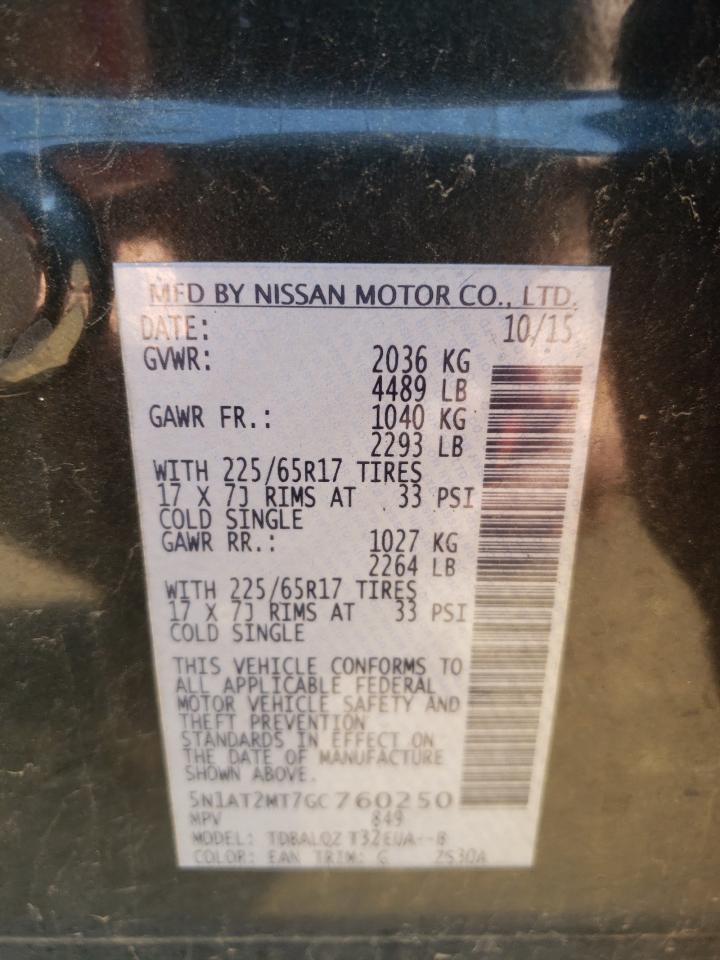 MFD BY NISSAN MOTOR CO., LTD.
DATE: 10/15
GVWR: 2036 KG
4489 LB
GAWR FR.: 1040 KG
2293 LB
WITH 225/65R17 TIRES
17 X 7J RIMS AT 33 PSI
COLD SINGLE
GAWR RR.: 1027 KG
2264 LB
WITH 225/65R17 TIRES
17 X 7J RIMS AT 33 PSI
COLD SINGLE
THIS VEHICLE CONFORMS TO
ALL APPLICABLE FEDERAL
MOTOR VEHICLE SAFETY AND
THEFT PREVENTION
STANDARDS IN EFFECT ON
THE DATE OF MANUFACTURE
SHOWN ABOVE.
5N1AT2MT7GC760250
MPV 849
MODEL: TDBALQZ T32EUA--B
COLOR: EAN TRIM: G